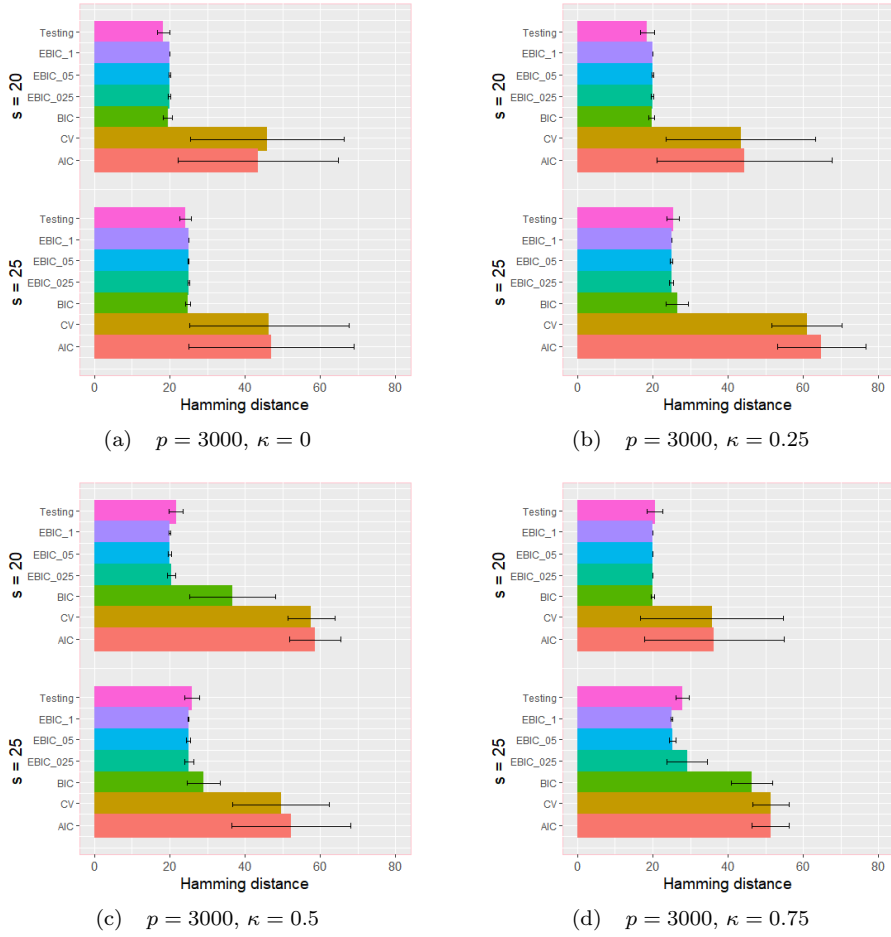 s = 20
Testing
EBIC_1
EBIC_05
EBIC_025
BIC
CV
AIC
s = 25
Testing
EBIC_1
EBIC_05
EBIC_025
BIC
CV
AIC
0 20 40 60 80
Hamming distance
(a) p = 3000, κ = 0
s = 20
Testing
EBIC_1
EBIC_05
EBIC_025
BIC
CV
AIC
s = 25
Testing
EBIC_1
EBIC_05
EBIC_025
BIC
CV
AIC
0 20 40 60 80
Hamming distance
(b) p = 3000, κ = 0.25
s = 20
Testing
EBIC_1
EBIC_05
EBIC_025
BIC
CV
AIC
s = 25
Testing
EBIC_1
EBIC_05
EBIC_025
BIC
CV
AIC
0 20 40 60 80
Hamming distance
(c) p = 3000, κ = 0.5
s = 20
Testing
EBIC_1
EBIC_05
EBIC_025
BIC
CV
AIC
s = 25
Testing
EBIC_1
EBIC_05
EBIC_025
BIC
CV
AIC
0 20 40 60 80
Hamming distance
(d) p = 3000, κ = 0.75